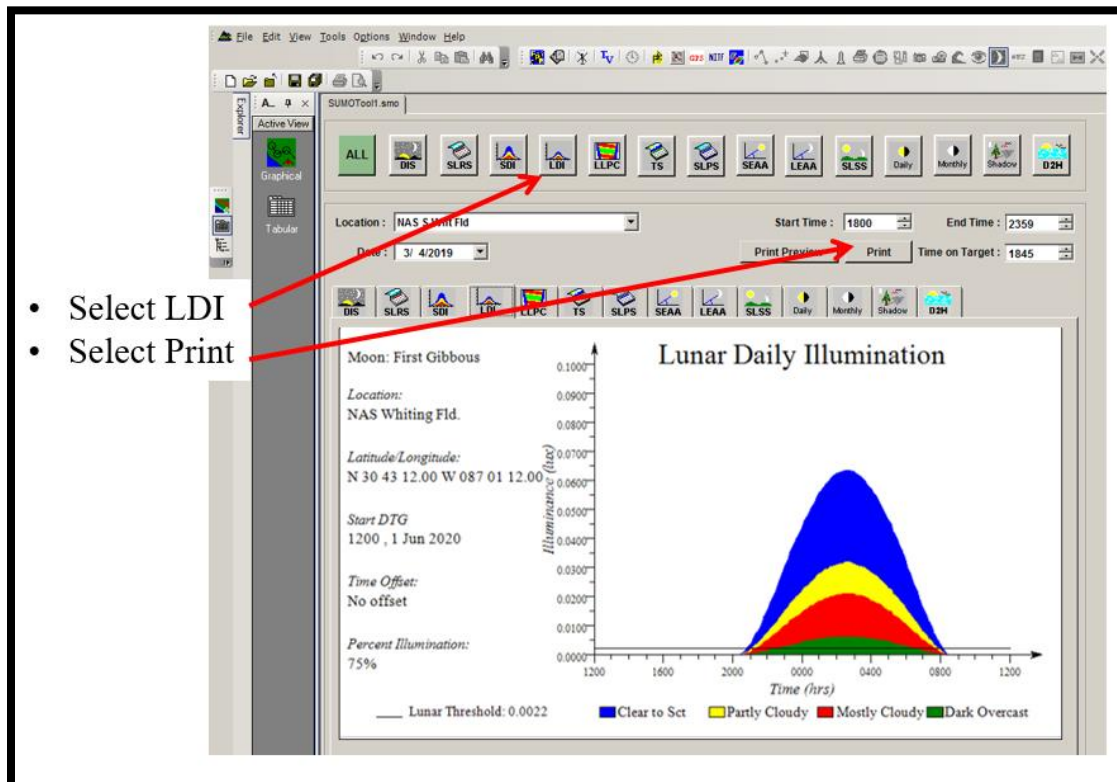 File Edit View Tools Options Window Help
GPS NITF
Explorer
A...
SUMOTool1.smo
Active View
Graphical
Tabular
ALL DIS SLRS SDI LDI LLPC TS SLPS SEAA LEAA SLSS Daily Monthly Shadow D2H
Location : NAS S Whit Fld
Start Time : 1800 End Time : 2359
Date : 3/ 4/2019
Print Preview Print Time on Target : 1845
DIS SLRS SDI LDI LLPC TS SLPS SEAA LEAA SLSS Daily Monthly Shadow D2H
• Select LDI
• Select Print
Moon: First Gibbous
Location:
NAS Whiting Fld.
Latitude/Longitude:
N 30 43 12.00 W 087 01 12.00
Start DTG
1200 , 1 Jun 2020
Time Offset:
No offset
Percent Illumination:
75%
Lunar Daily Illumination
Illuminance (lux)
0.1000
0.0900
0.0800
0.0700
0.0600
0.0500
0.0400
0.0300
0.0200
0.0100
0.0000
1200 1600 2000 0000 0400 0800 1200
Time (hrs)
Lunar Threshold: 0.0022
Clear to Sct Partly Cloudy Mostly Cloudy Dark Overcast